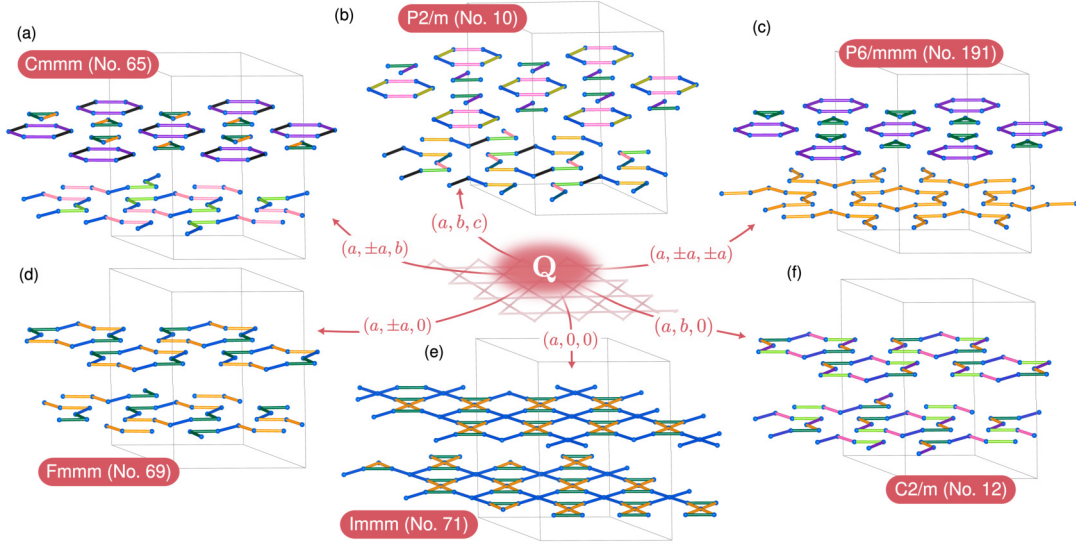 (a)
Cmmm (No. 65)
(b)
P2/m (No. 10)
(c)
P6/mmm (No. 191)
(a, ±a, b)
(a, b, c)
(a, ±a, ±a)
Q
(d)
(a, ±a, 0)
(a, 0, 0)
(a, b, 0)
(f)
(e)
Fmmm (No. 69)
Immm (No. 71)
C2/m (No. 12)